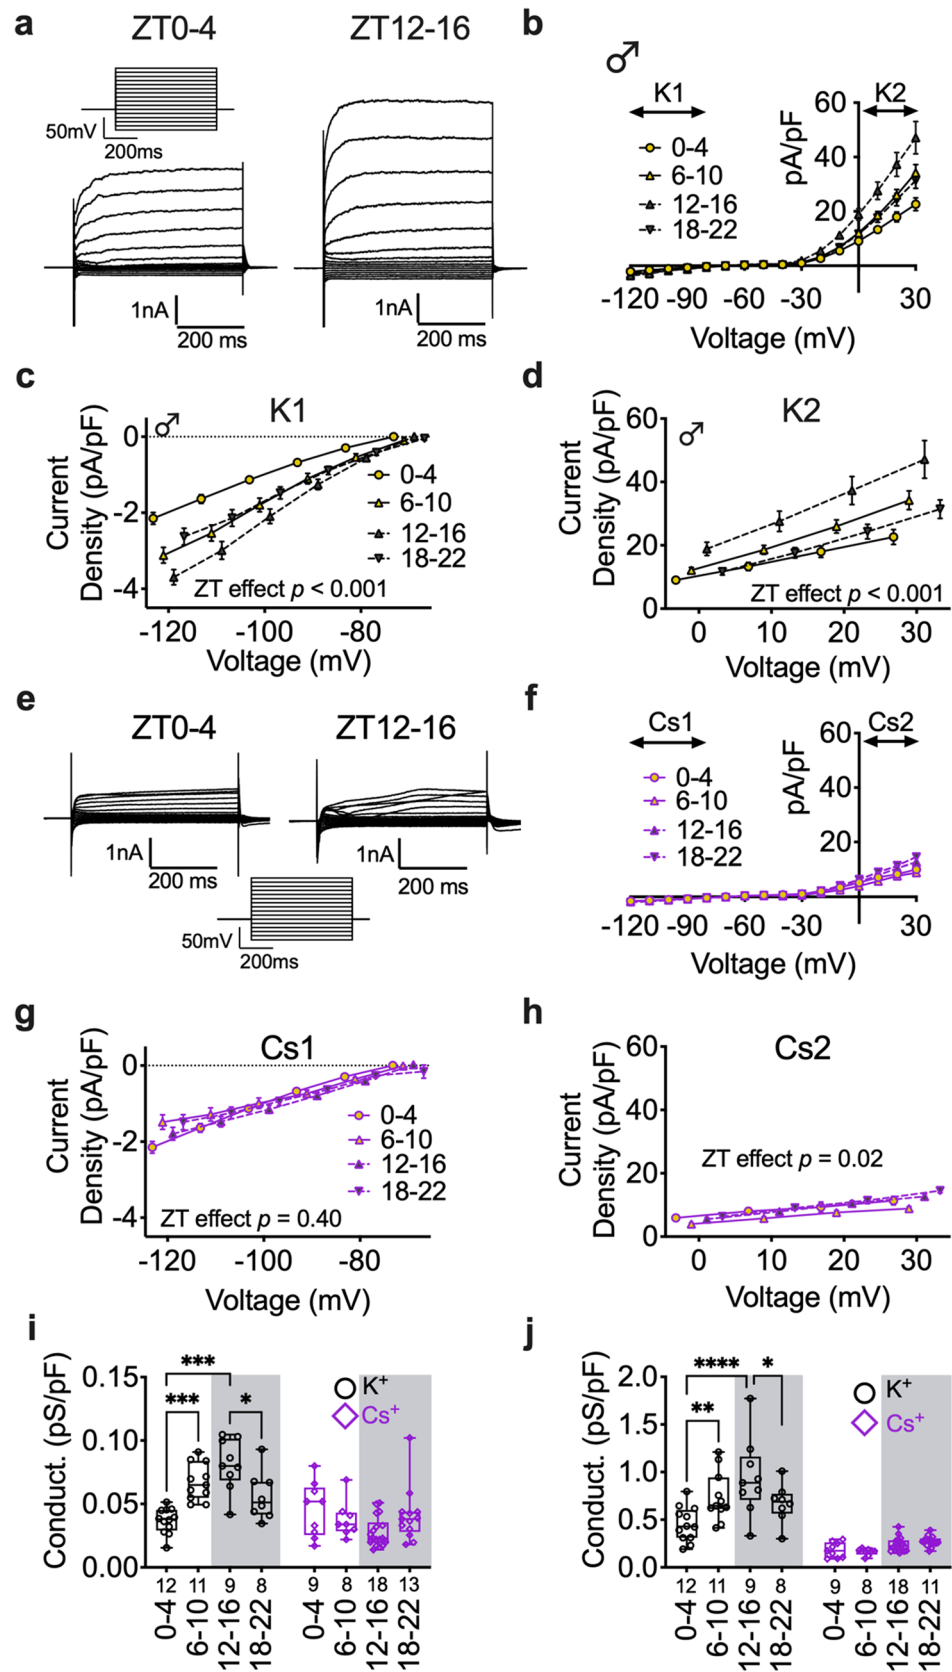 a
ZT0-4
ZT12-16
50mV
200ms
1nA
200 ms
1nA
200 ms
b
♂
K1
K2
0-4
6-10
12-16
18-22
pA/pF
60
40
20
-120 -90 -60 -30 30
Voltage (mV)
c
♂
K1
Current
Density (pA/pF)
0
-2
-4
0-4
6-10
12-16
18-22
ZT effect p < 0.001
-120 -100 -80
Voltage (mV)
d
♂
K2
Current
Density (pA/pF)
60
40
20
0
ZT effect p < 0.001
0 10 20 30
Voltage (mV)
e
ZT0-4
ZT12-16
1nA
200 ms
1nA
200 ms
50mV
200ms
f
Cs1
Cs2
0-4
6-10
12-16
18-22
pA/pF
60
40
20
-120 -90 -60 -30 30
Voltage (mV)
g
Cs1
Current
Density (pA/pF)
0
-2
-4
0-4
6-10
12-16
18-22
ZT effect p = 0.40
-120 -100 -80
Voltage (mV)
h
Cs2
Current
Density (pA/pF)
60
40
20
0
ZT effect p = 0.02
0 10 20 30
Voltage (mV)
i
Conduct. (pS/pF)
0.15
0.10
0.05
0.00
***
***
*
K+
Cs+
12 11 9 8 9 8 18 13
0-4 6-10 12-16 18-22 0-4 6-10 12-16 18-22
j
Conduct. (pS/pF)
2.0
1.5
1.0
0.5
0.0
****
*
**
K+
Cs+
12 11 9 8 9 8 18 11
0-4 6-10 12-16 18-22 0-4 6-10 12-16 18-22